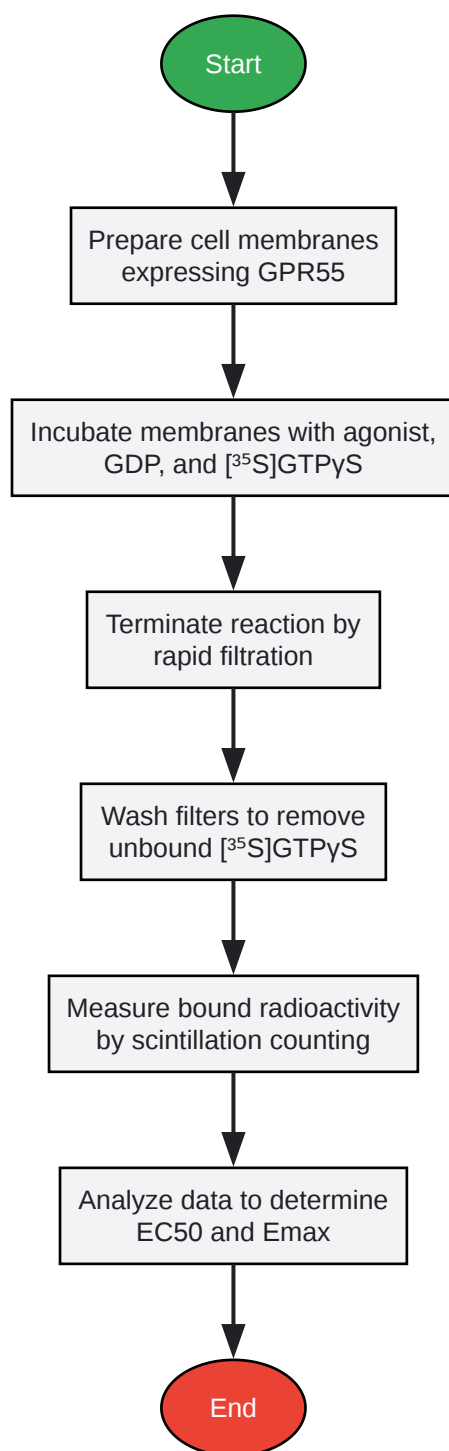 Start
Prepare cell membranes
expressing GPR55
Incubate membranes with agonist,
GDP, and [³⁵S]GTPγS
Terminate reaction by
rapid filtration
Wash filters to remove
unbound [³⁵S]GTPγS
Measure bound radioactivity
by scintillation counting
Analyze data to determine
EC50 and Emax
End